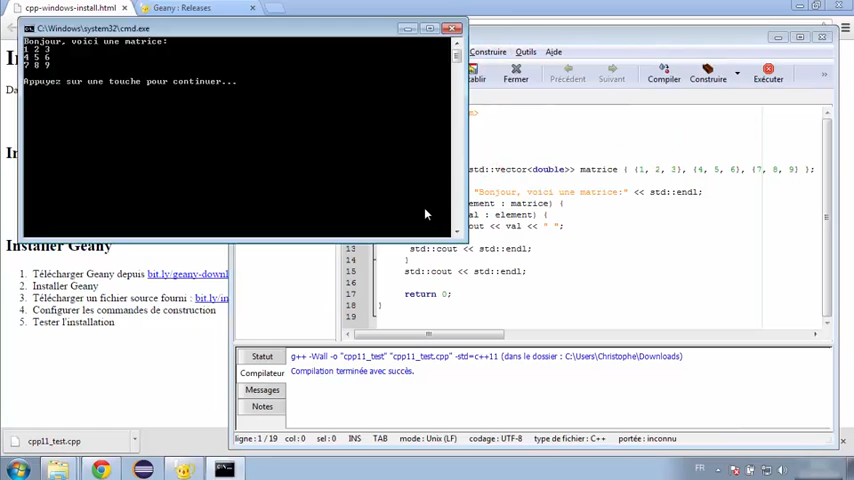 cpp-windows-install.html
Geany : Releases
C:\Windows\system32\cmd.exe
Bonjour, voici une matrice:
1 2 3
4 5 6
7 8 9
Appuyez sur une touche pour continuer...
Construire Outils Aide
Fermer Précédent Suivant Compiler Construire Exécuter
std::vector<double>> matrice { {1, 2, 3}, {4, 5, 6}, {7, 8, 9} };
"Bonjour, voici une matrice:" << std::endl;
ement : matrice) {
al : element) {
out << val << " ";
13 std::cout << std::endl;
14 }
15 std::cout << std::endl;
16
17 return 0;
18 }
19
Installer Geany
1. Télécharger Geany depuis bit.ly/geany-downl
2. Installer Geany
3. Télécharger un fichier source fourni : bit.ly/in
4. Configurer les commandes de construction
5. Tester l'installation
Statut
Compilateur
Messages
Notes
g++ -Wall -o "cpp11_test" "cpp11_test.cpp" -std=c++11 (dans le dossier : C:\Users\Christophe\Downloads)
Compilation terminée avec succès.
ligne : 1 / 19 col : 0 sel : 0 INS TAB mode : Unix (LF) codage : UTF-8 type de fichier : C++ portée : inconnu
cpp11_test.cpp
FR